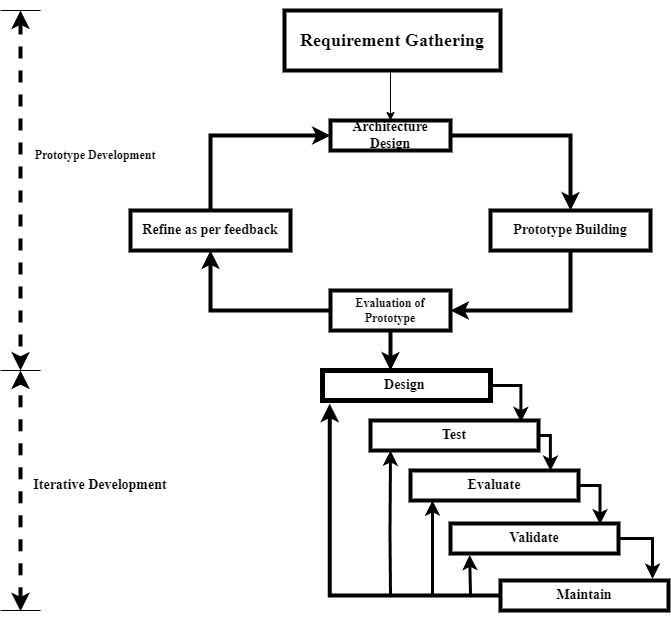 Requirement Gathering
Architecture
Design
Prototype Development
Refine as per feedback
Prototype Building
Evaluation of
Prototype
Design
Test
Iterative Development
Evaluate
Validate
Maintain